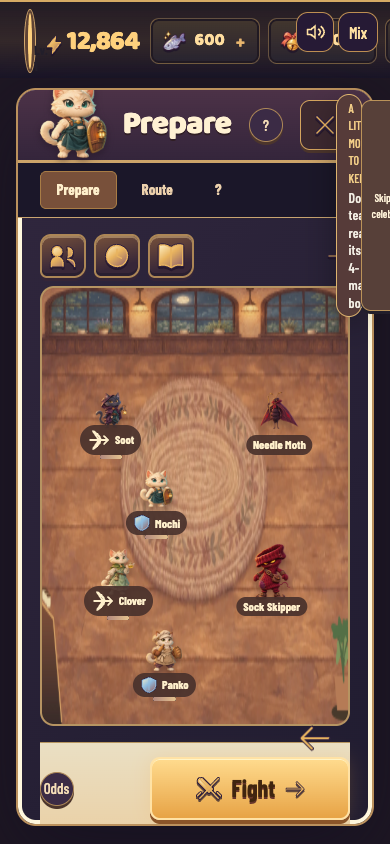 12,864
600 +
Mix
Prepare
?
A
LIT
MO
TO
KE
Do
tea
rea
its
4-
ma
bo
Skip
celeb
Prepare
Route
?
Soot
Needle Moth
Mochi
Clover
Sock Skipper
Panko
Odds
Fight